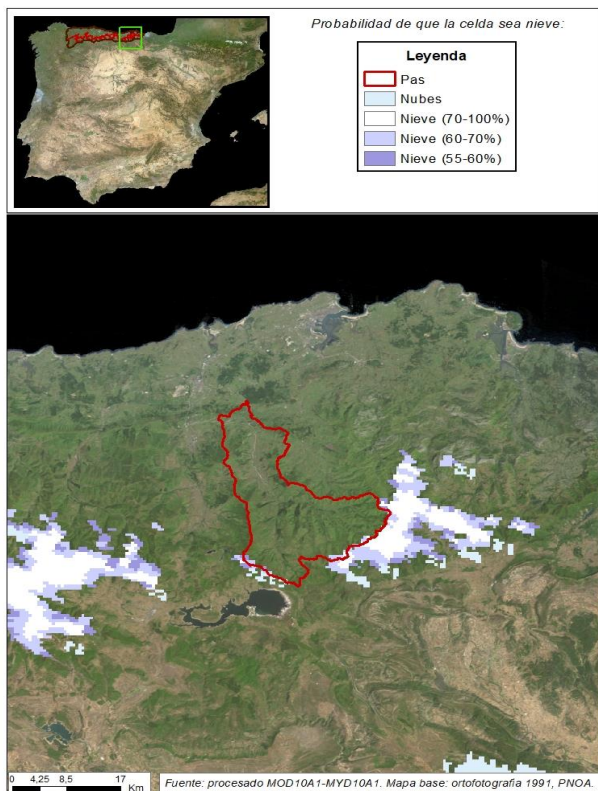 Probabilidad de que la celda sea nieve:
Leyenda
Pas
Nubes
Nieve (70-100%)
Nieve (60-70%)
Nieve (55-60%)
0 4,25 8,5 17
Km
Fuente: procesado MOD10A1-MYD10A1. Mapa base: ortofotografia 1991, PNOA.